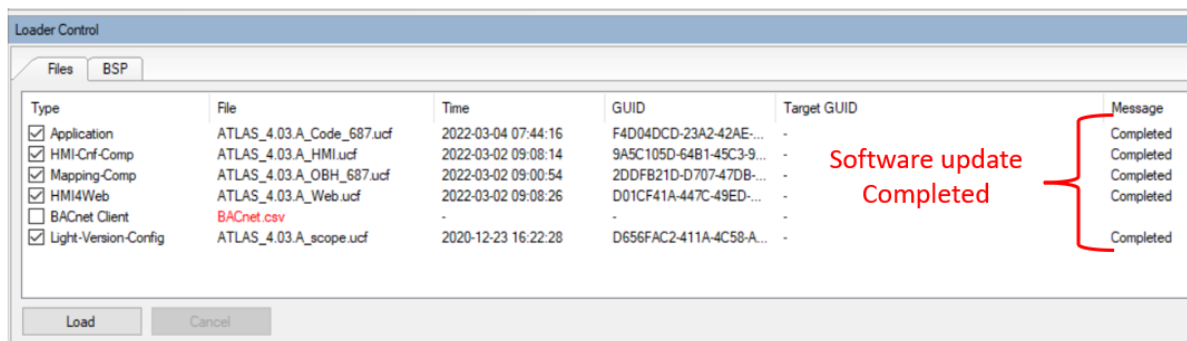 Loader Control
Files BSP
Type File Time GUID Target GUID Message
Application ATLAS_4.03.A_Code_687.ucf 2022-03-04 07:44:16 F4D04DCD-23A2-42AE-... - Completed
HMI-Cnf-Comp ATLAS_4.03.A_HMI.ucf 2022-03-02 09:08:14 9A5C105D-64B1-45C3-9... - Completed
Mapping-Comp ATLAS_4.03.A_OBH_687.ucf 2022-03-02 09:00:54 2DDFB21D-D707-47DB-... - Completed
HMI4Web ATLAS_4.03.A_Web.ucf 2022-03-02 09:08:26 D01CF41A-447C-49ED-... - Completed
BACnet Client BACnet.csv - - -
Light-Version-Config ATLAS_4.03.A_scope.ucf 2020-12-23 16:22:28 D656FAC2-411A-4C58-A... - Completed
Software update
Completed
Load Cancel